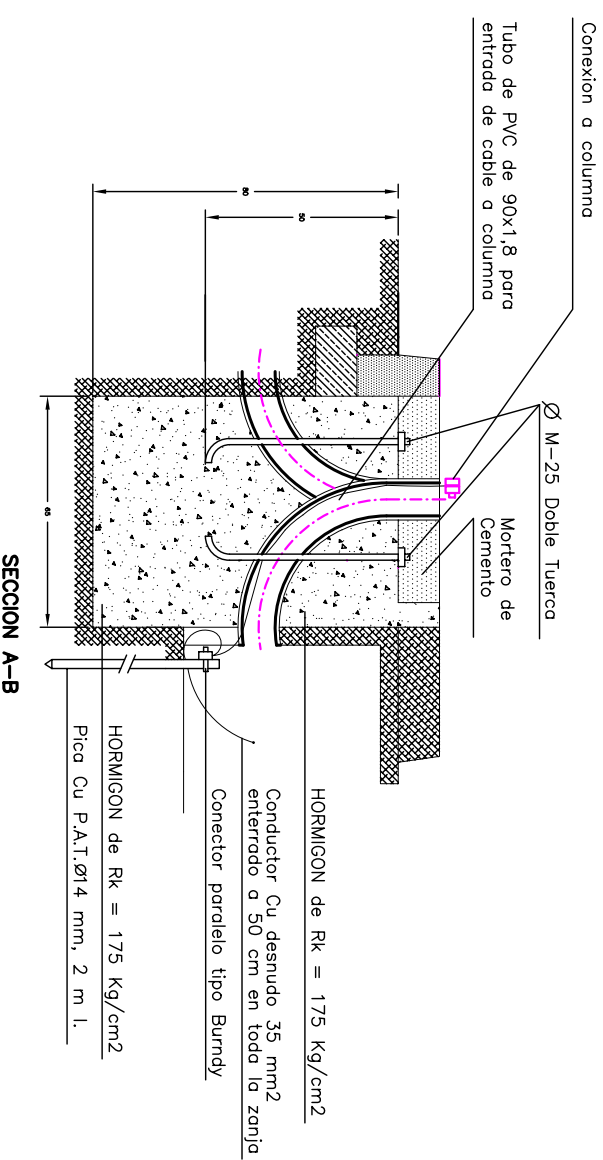 Conexion a columna
Tubo de PVC de 90x1,8 para
entrada de cable a columna
Ø M-25 Doble Tuerca
Mortero de
Cemento
80
50
65
HORMIGON de Rk = 175 Kg/cm2
Conductor Cu desnudo 35 mm2
enterrado a 50 cm en toda la zanja
Conector paralelo tipo Burndy
HORMIGON de Rk = 175 Kg/cm2
Pica Cu P.A.T.Ø14 mm, 2 m l.
SECCION A-B